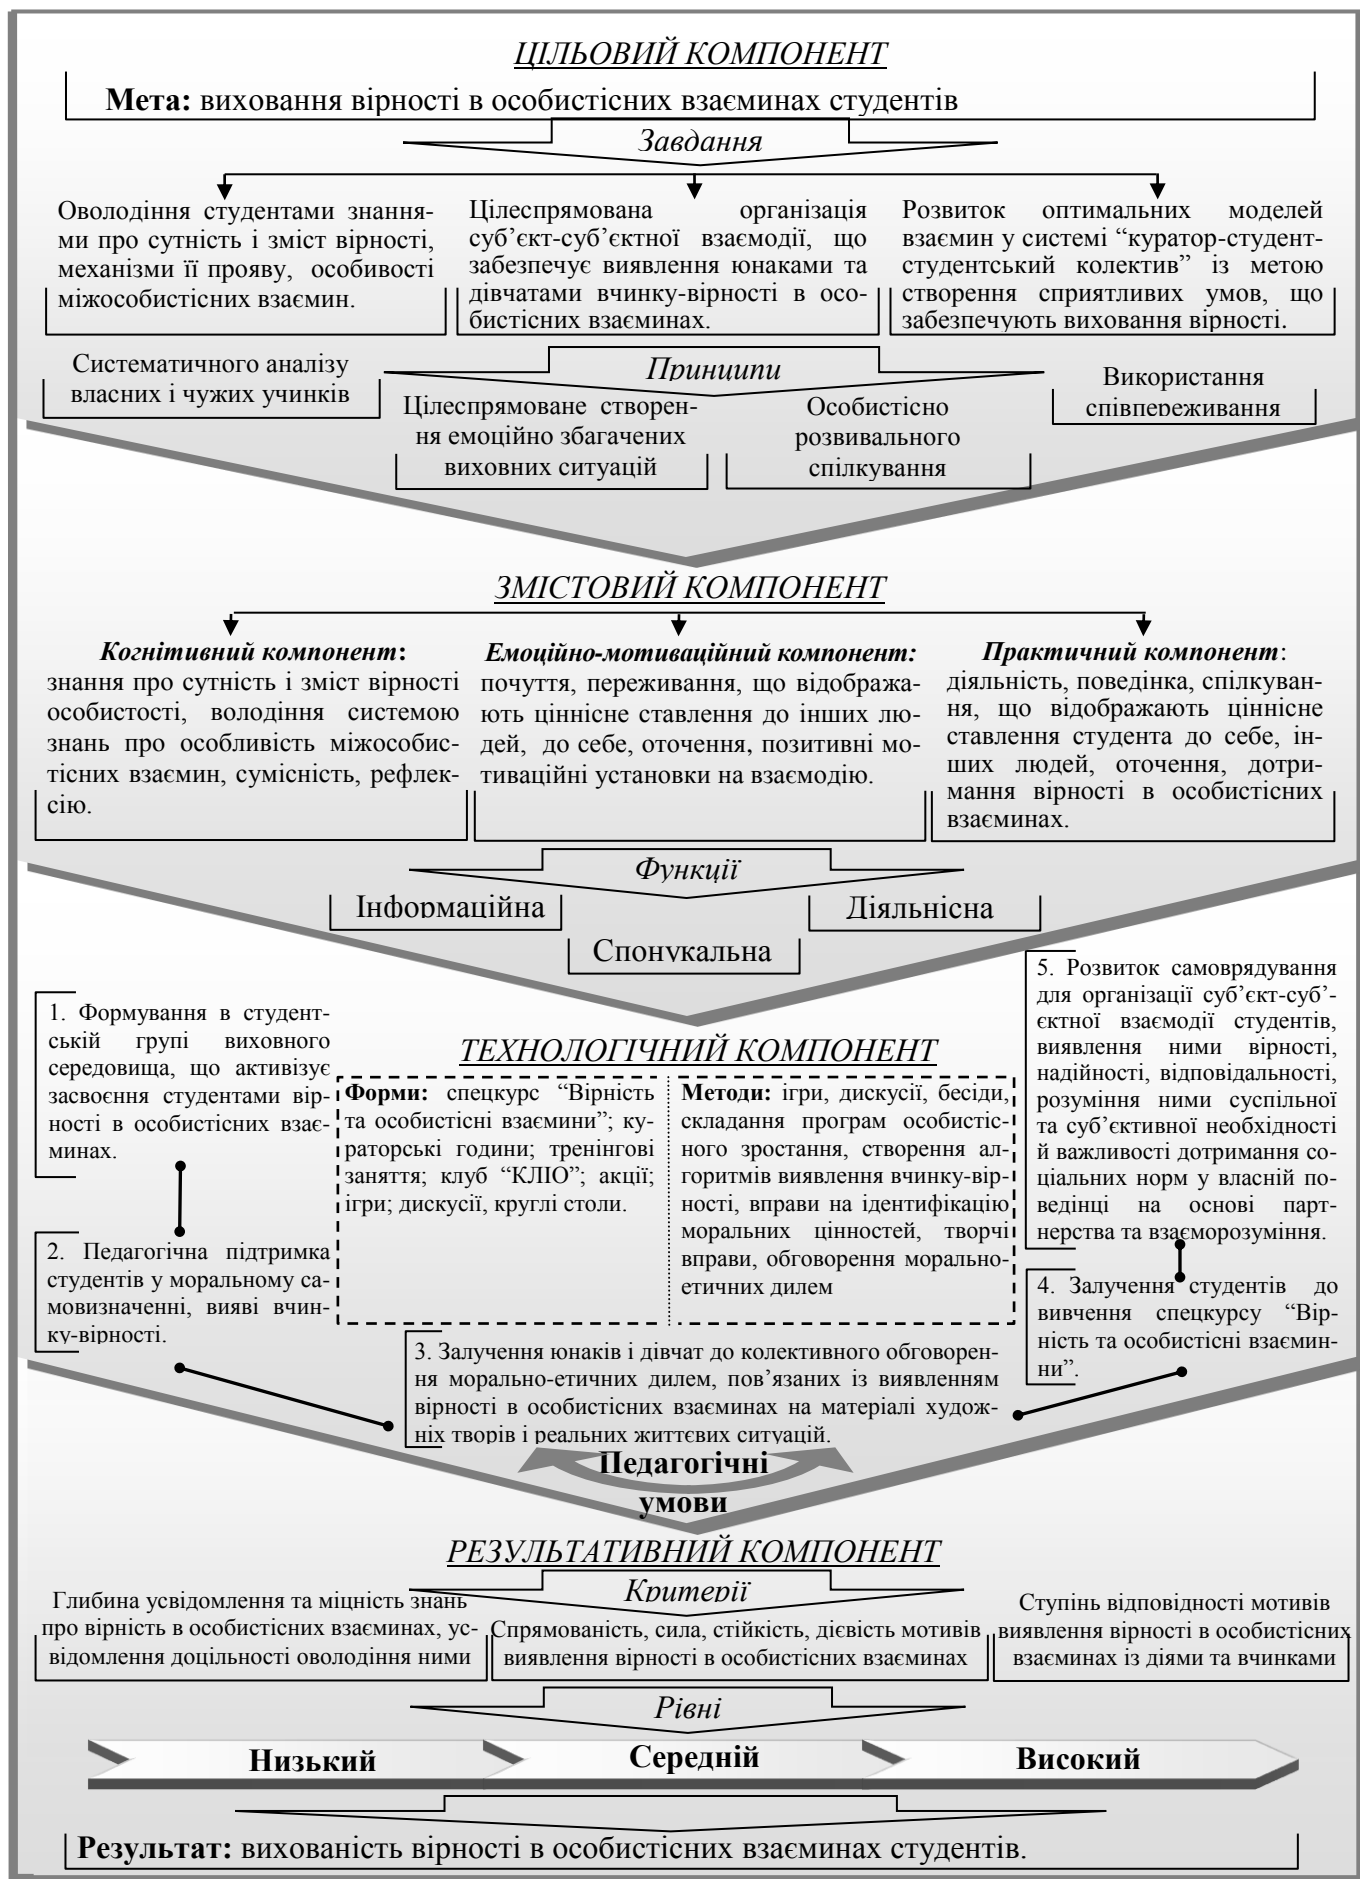 ЦІЛЬОВИЙ КОМПОНЕНТ
Мета: виховання вірності в особистісних взаєминах студентів
Завдання
Оволодіння студентами знання-
ми про сутність і зміст вірності,
механізми її прояву, особивості
міжособистісних взаємин.
Цілеспрямована організація
суб’єкт-суб’єктної взаємодії, що
забезпечує виявлення юнаками та
дівчатами вчинку-вірності в осо-
бистісних взаєминах.
Розвиток оптимальних моделей
взаємин у системі “куратор-студент-
студентський колектив” із метою
створення сприятливих умов, що
забезпечують виховання вірності.
Принципи
Систематичного аналізу
власних і чужих учинків
Цілеспрямоване створен-
ня емоційно збагачених
виховних ситуацій
Особистісно
розвивального
спілкування
Використання
співпереживання
ЗМІСТОВИЙ КОМПОНЕНТ
Когнітивний компонент:
знання про сутність і зміст вірності
особистості, володіння системою
знань про особливість міжособис-
тісних взаємин, сумісність, рефлек-
сію.
Емоційно-мотиваційний компонент:
почуття, переживання, що відобража-
ють ціннісне ставлення до інших лю-
дей, до себе, оточення, позитивні мо-
тиваційні установки на взаємодію.
Практичний компонент:
діяльність, поведінка, спілкуван-
ня, що відображають ціннісне
ставлення студента до себе, ін-
ших людей, оточення, дотри-
мання вірності в особистісних
взаєминах.
Функції
Інформаційна
Спонукальна
Діяльнісна
1. Формування в студент-
ській групі виховного
середовища, що активізує
засвоєння студентами вір-
ності в особистісних взає-
минах.
2. Педагогічна підтримка
студентів у моральному са-
мовизначенні, вияві вчин-
ку-вірності.
ТЕХНОЛОГІЧНИЙ КОМПОНЕНТ
Форми: спецкурс “Вірність
та особистісні взаємини”; ку-
раторські години; тренінгові
заняття; клуб “КЛІО”; акції;
ігри; дискусії, круглі столи.
Методи: ігри, дискусії, бесіди,
складання програм особистіс-
ного зростання, створення ал-
горитмів виявлення вчинку-вір-
ності, вправи на ідентифікацію
моральних цінностей, творчі
вправи, обговорення морально-
етичних дилем
5. Розвиток самоврядування
для організації суб’єкт-суб’-
єктної взаємодії студентів,
виявлення ними вірності,
надійності, відповідальності,
розуміння ними суспільної
та суб’єктивної необхідності
й важливості дотримання со-
ціальних норм у власній по-
ведінці на основі парт-
нерства та взаєморозуміння.
4. Залучення студентів до
вивчення спецкурсу “Вір-
ність та особистісні взаємин-
ни”.
3. Залучення юнаків і дівчат до колективного обговорен-
ня морально-етичних дилем, пов’язаних із виявленням
вірності в особистісних взаєминах на матеріалі худож-
ніх творів і реальних життєвих ситуацій.
Педагогічні
умови
РЕЗУЛЬТАТИВНИЙ КОМПОНЕНТ
Критерії
Глибина усвідомлення та міцність знань
про вірність в особистісних взаєминах, ус-
відомлення доцільності оволодіння ними
Спрямованість, сила, стійкість, дієвість мотивів
виявлення вірності в особистісних взаєминах
Ступінь відповідності мотивів
виявлення вірності в особистісних
взаєминах із діями та вчинками
Рівні
Низький
Середній
Високий
Результат: вихованість вірності в особистісних взаєминах студентів.